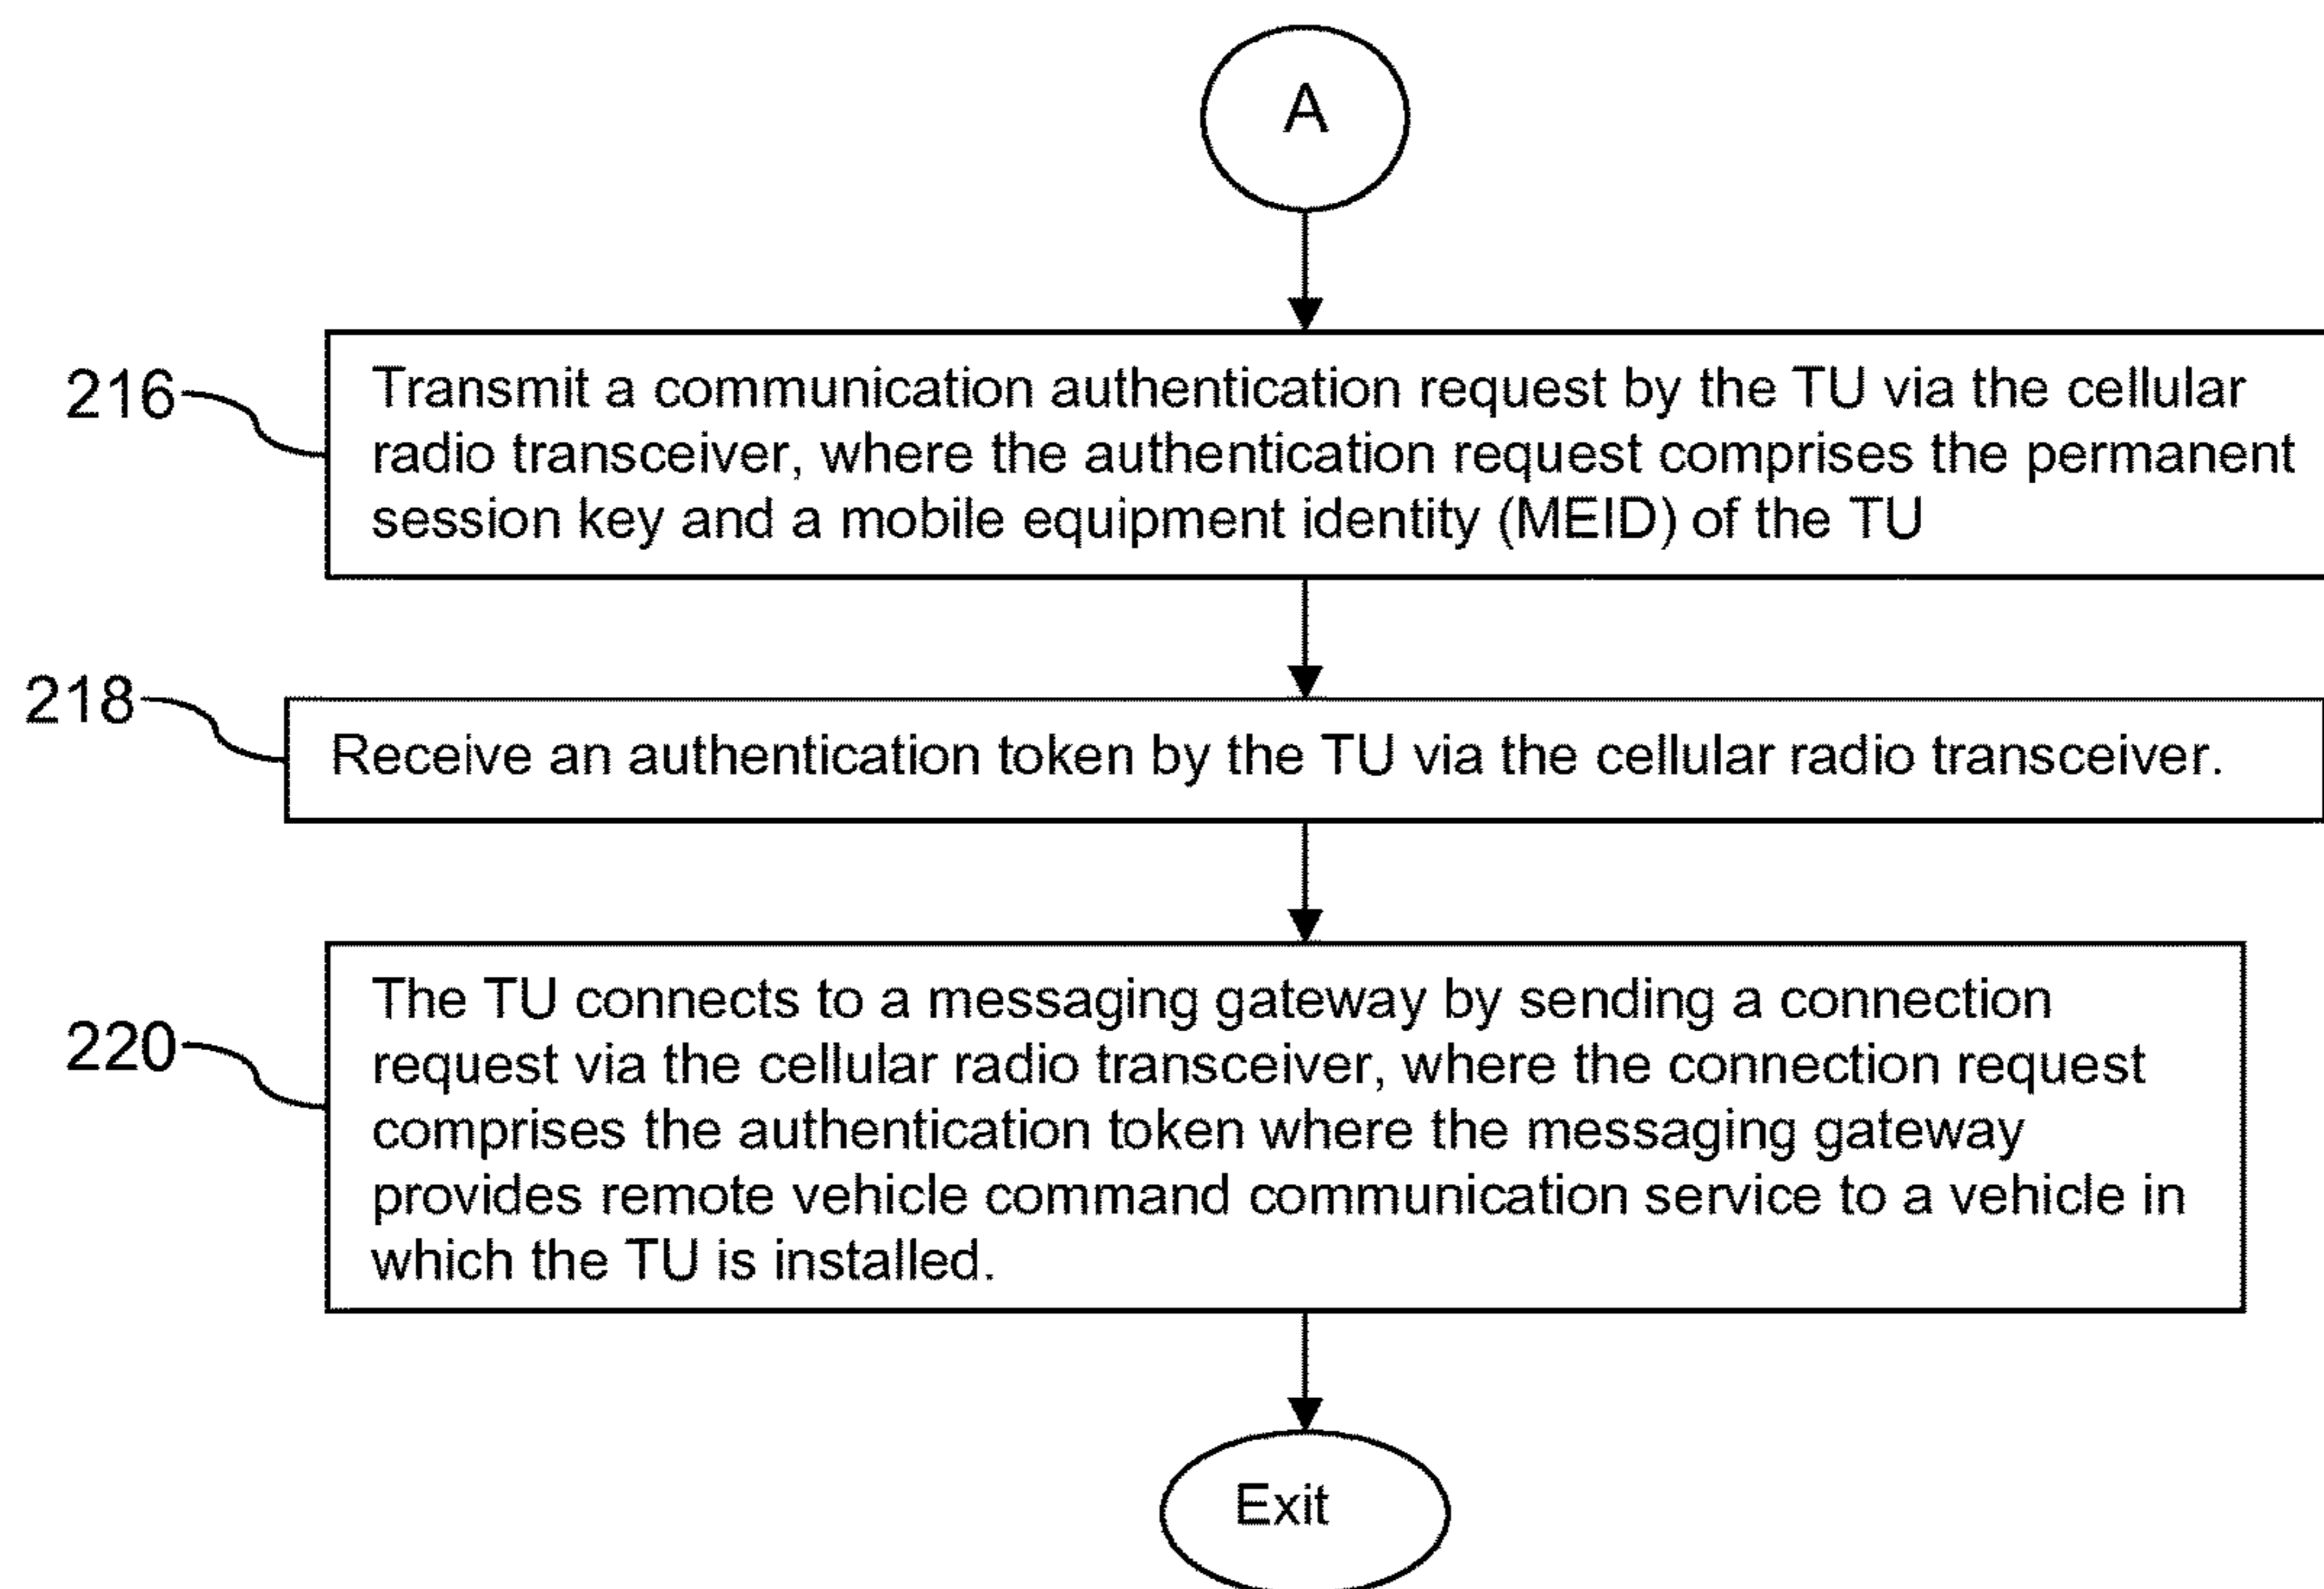 A
216
Transmit a communication authentication request by the TU via the cellular
radio transceiver, where the authentication request comprises the permanent
session key and a mobile equipment identity (MEID) of the TU
218
Receive an authentication token by the TU via the cellular radio transceiver.
220
The TU connects to a messaging gateway by sending a connection
request via the cellular radio transceiver, where the connection request
comprises the authentication token where the messaging gateway
provides remote vehicle command communication service to a vehicle in
which the TU is installed.
Exit